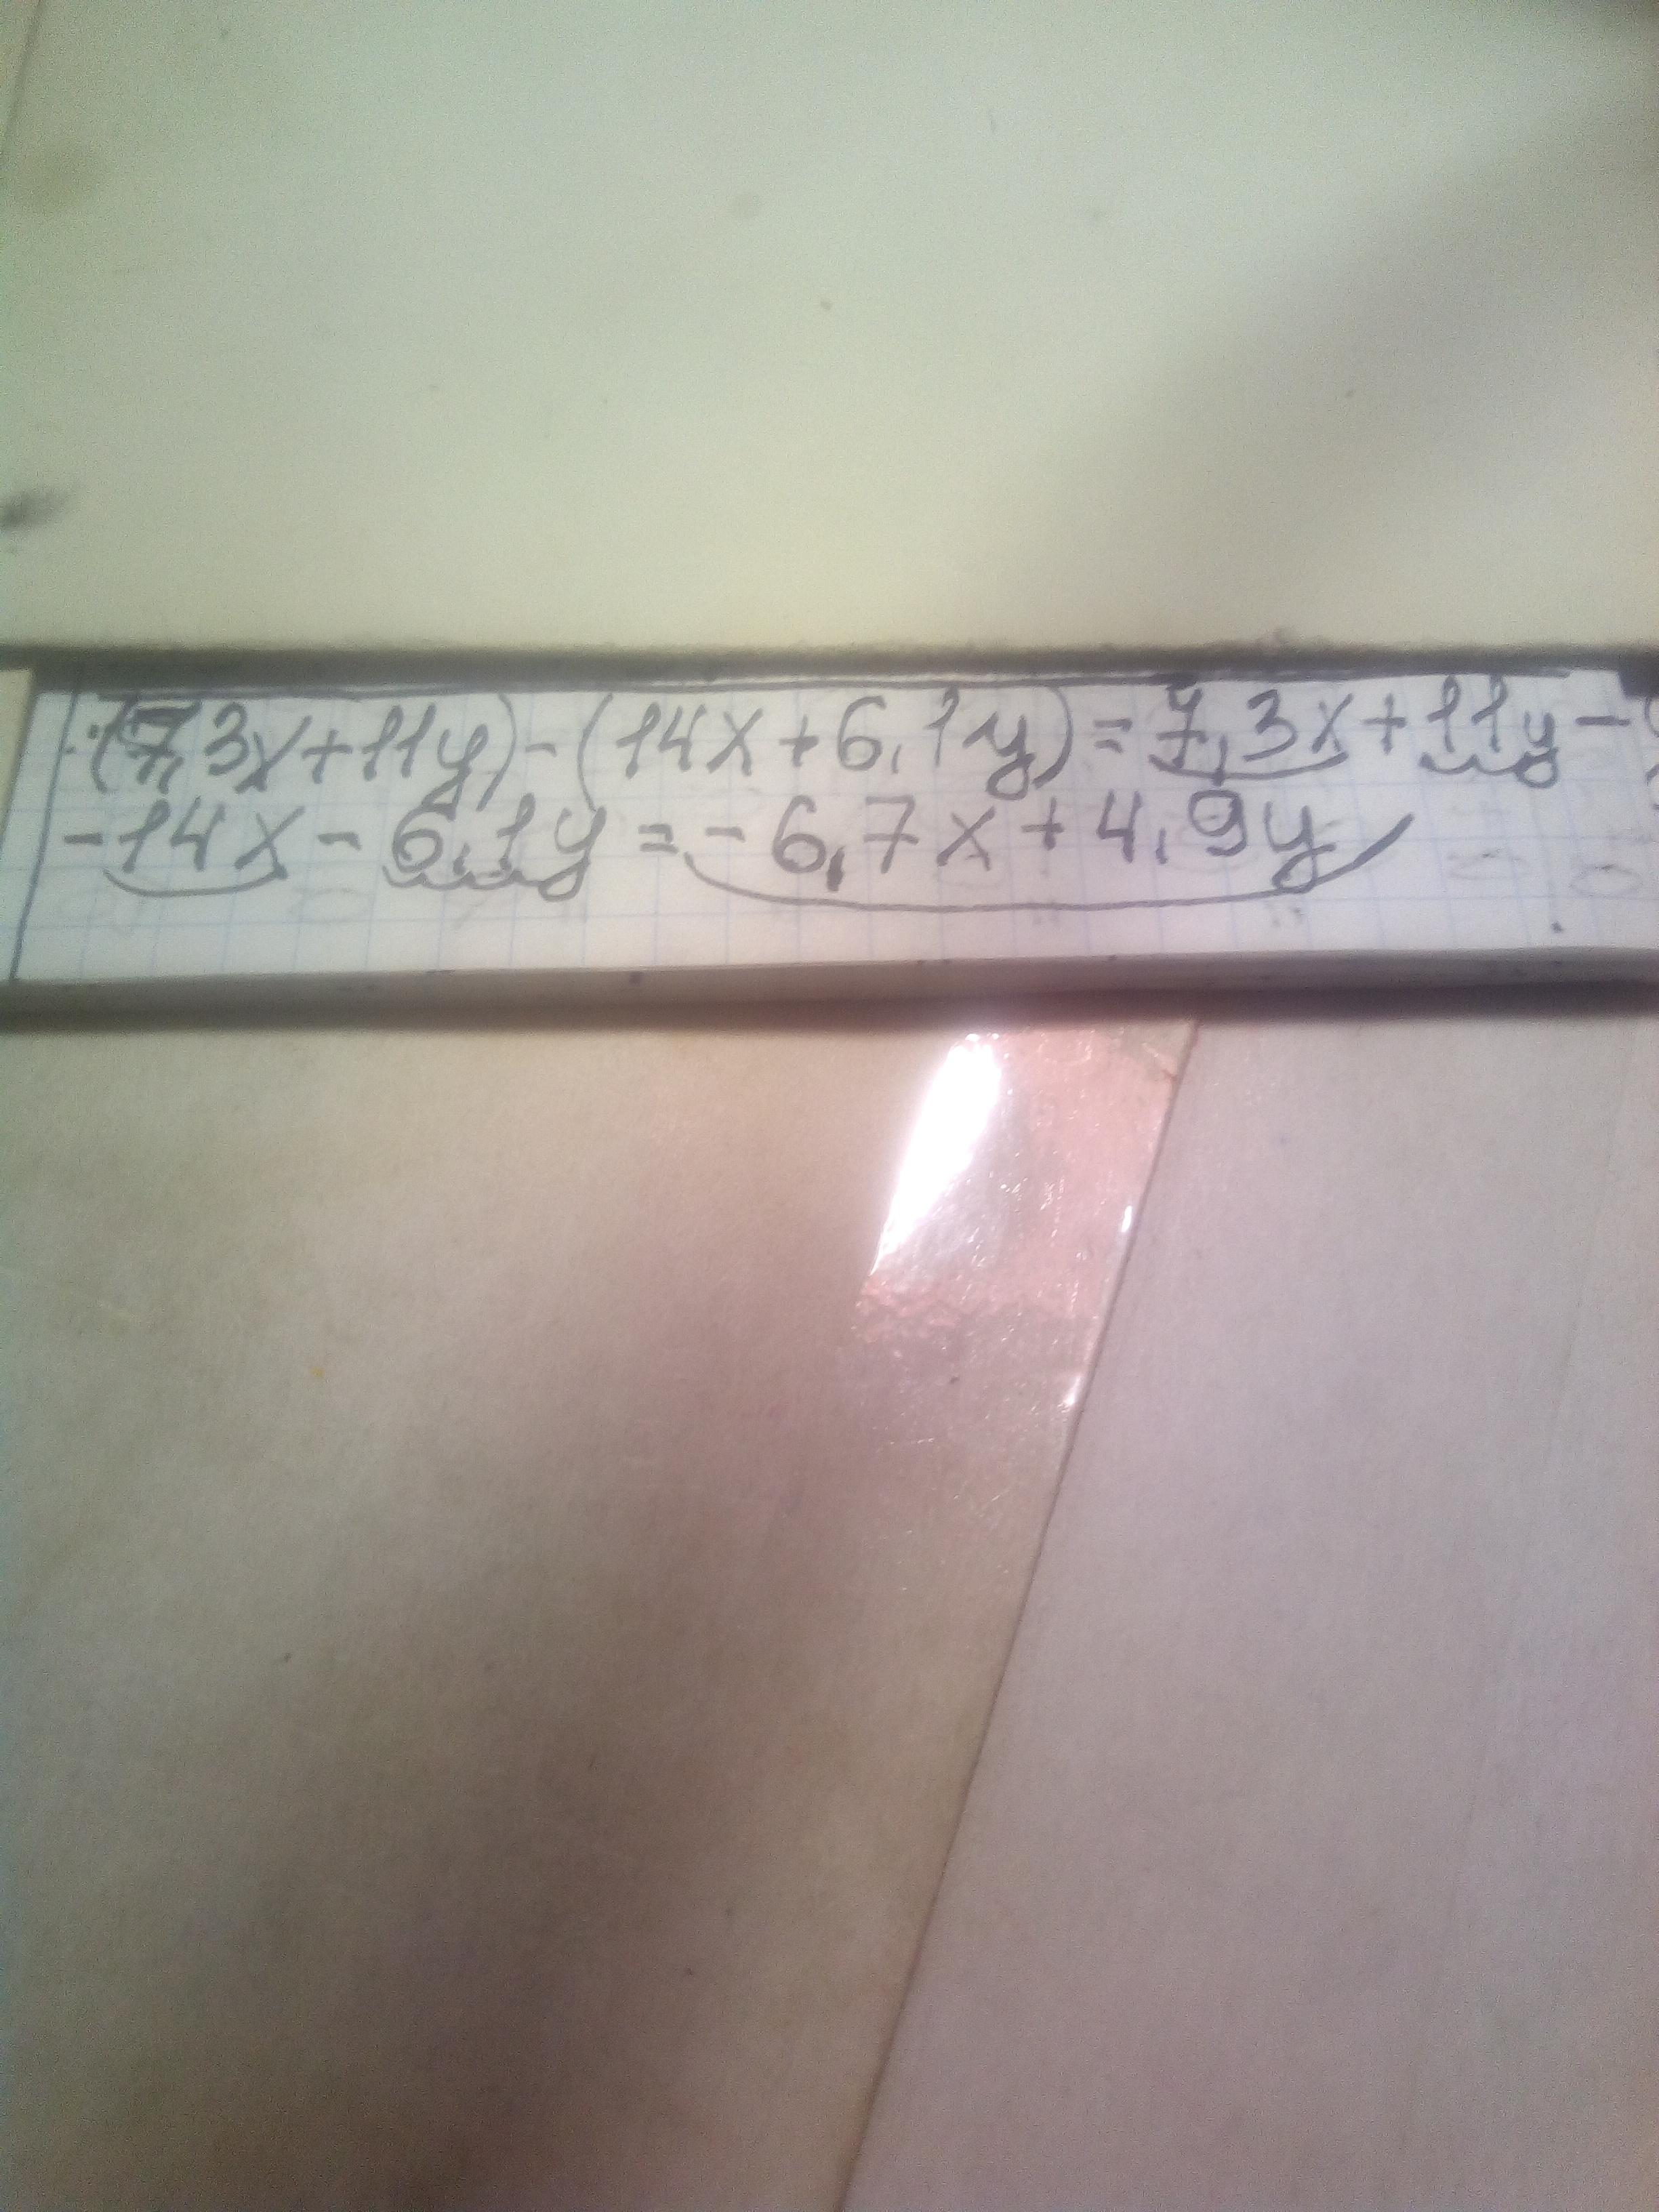 (7,3x+11y)-(14x+6,1y)=7,3x+11y-
-14x-6,1y=-6,7x+4,9y